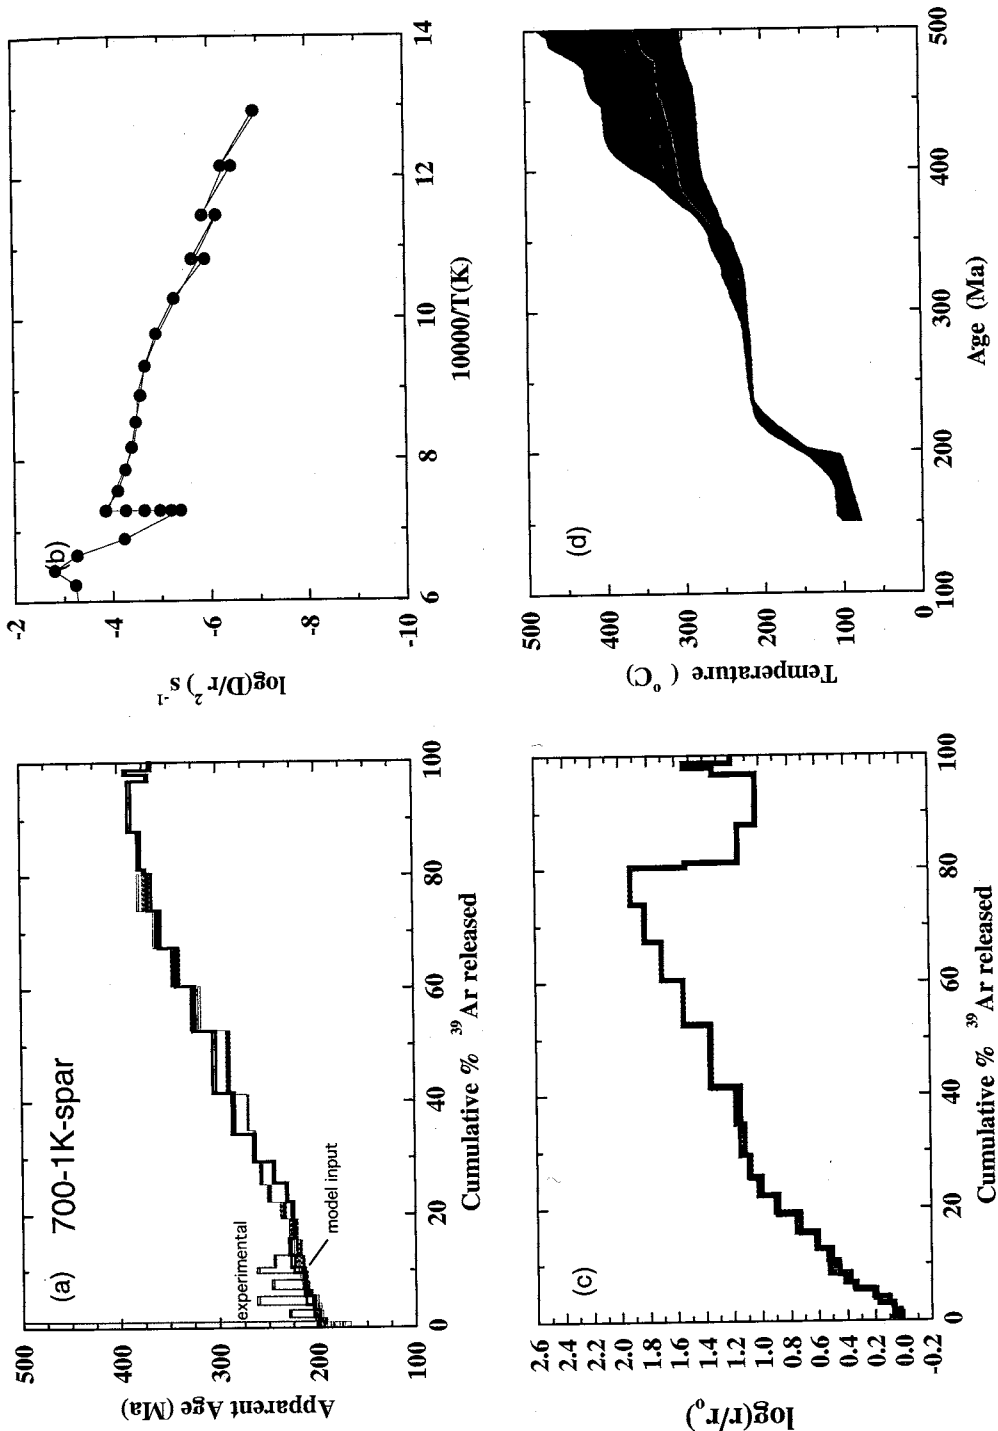 (a) 700-1K-spar
500
400
300
200
100
Apparent Age (Ma)
experimental
model input
0 20 40 60 80 100
Cumulative % ³⁹Ar released
(b)
-2
-4
-6
-8
-10
log(D/r²) s⁻¹
6 8 10 12 14
10000/T(K)
(c)
2.6
2.4
2.2
2.0
1.8
1.6
1.4
1.2
1.0
0.8
0.6
0.4
0.2
0.0
-0.2
log(r/rₒ)
0 20 40 60 80 100
Cumulative % ³⁹Ar released
(d)
500
400
300
200
100
0
Temperature (°C)
100 200 300 400 500
Age (Ma)